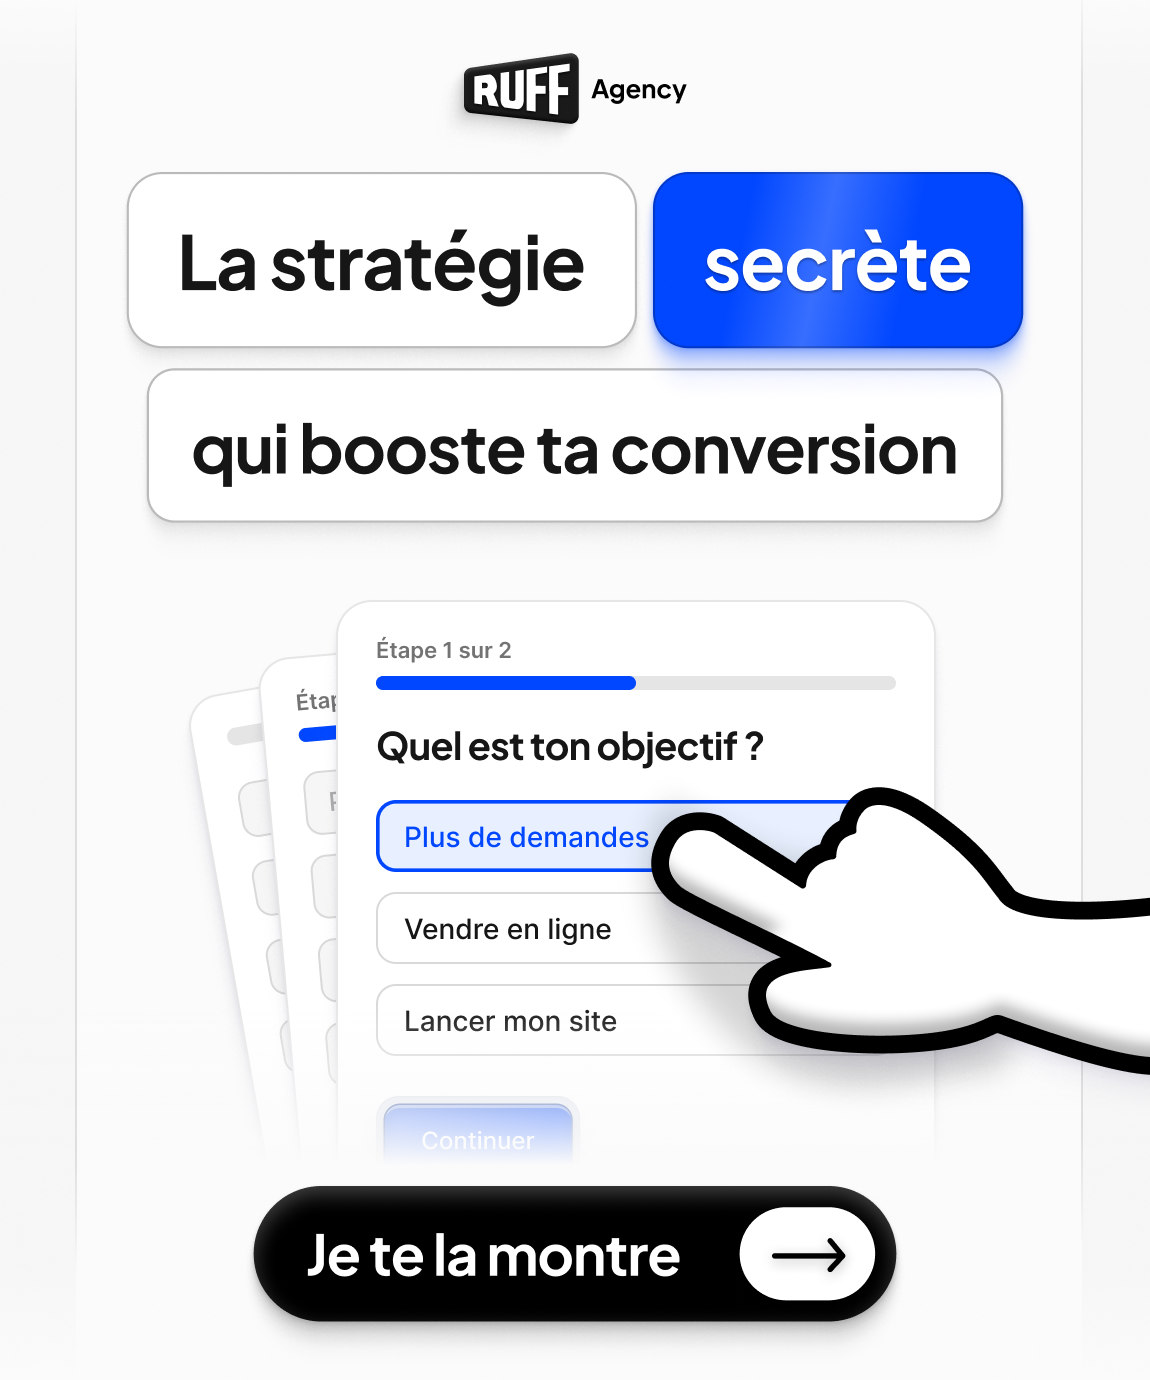 RUFF Agency
La stratégie secrète
qui booste ta conversion
Étape 1 sur 2
Quel est ton objectif ?
Plus de demandes
Vendre en ligne
Lancer mon site
Continuer
Je te la montre